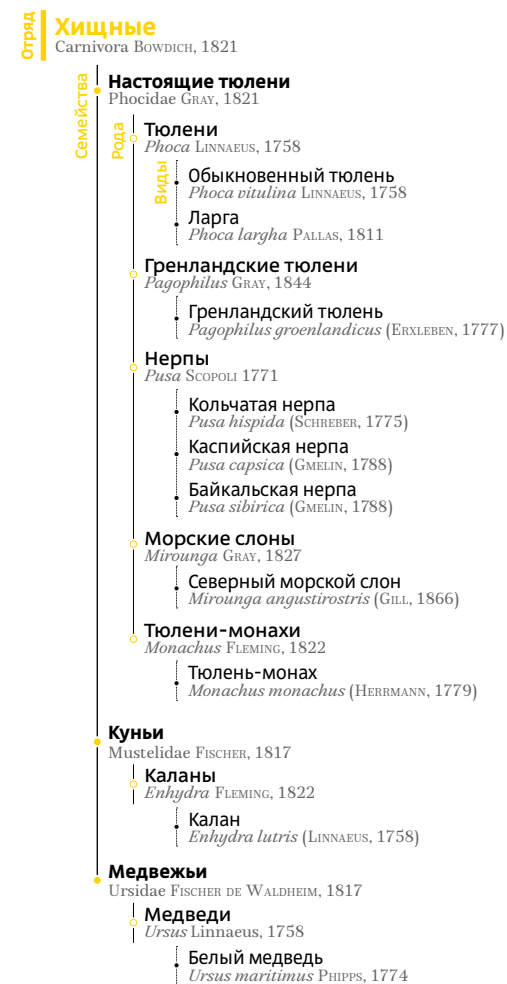 Отряд
Хищные
Carnivora Bowdich, 1821
Семейства
Настоящие тюлени
Phocidae Gray, 1821
Рода
Тюлени
Phoca Linnaeus, 1758
Виды
Обыкновенный тюлень
Phoca vitulina Linnaeus, 1758
Ларга
Phoca largha Pallas, 1811
Гренландские тюлени
Pagophilus Gray, 1844
Гренландский тюлень
Pagophilus groenlandicus (Erxleben, 1777)
Нерпы
Pusa Scopoli 1771
Кольчатая нерпа
Pusa hispida (Schreber, 1775)
Каспийская нерпа
Pusa capsica (Gmelin, 1788)
Байкальская нерпа
Pusa sibirica (Gmelin, 1788)
Морские слоны
Mirounga Gray, 1827
Северный морской слон
Mirounga angustirostris (Gill, 1866)
Тюлени-монахи
Monachus Fleming, 1822
Тюлень-монах
Monachus monachus (Herrmann, 1779)
Куньи
Mustelidae Fischer, 1817
Каланы
Enhydra Fleming, 1822
Калан
Enhydra lutris (Linnaeus, 1758)
Медвежьи
Ursidae Fischer de Waldheim, 1817
Медведи
Ursus Linnaeus, 1758
Белый медведь
Ursus maritimus Phipps, 1774